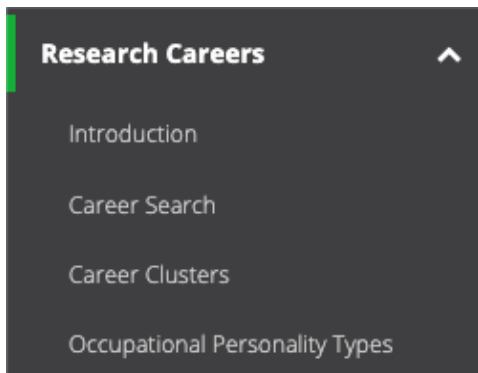 Research Careers
Introduction
Career Search
Career Clusters
Occupational Personality Types